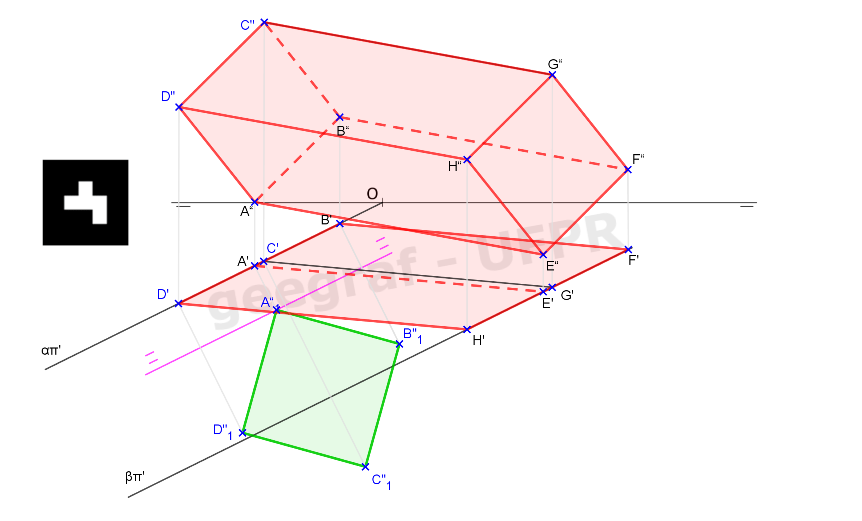 C"
G"
D"
B"
H"
F"
O
A"
B'
E"
F'
C'
A'
D'
E'
G'
geegraf - UFPR
A"
B"1
H'
απ'
D"1
C"1
βπ'